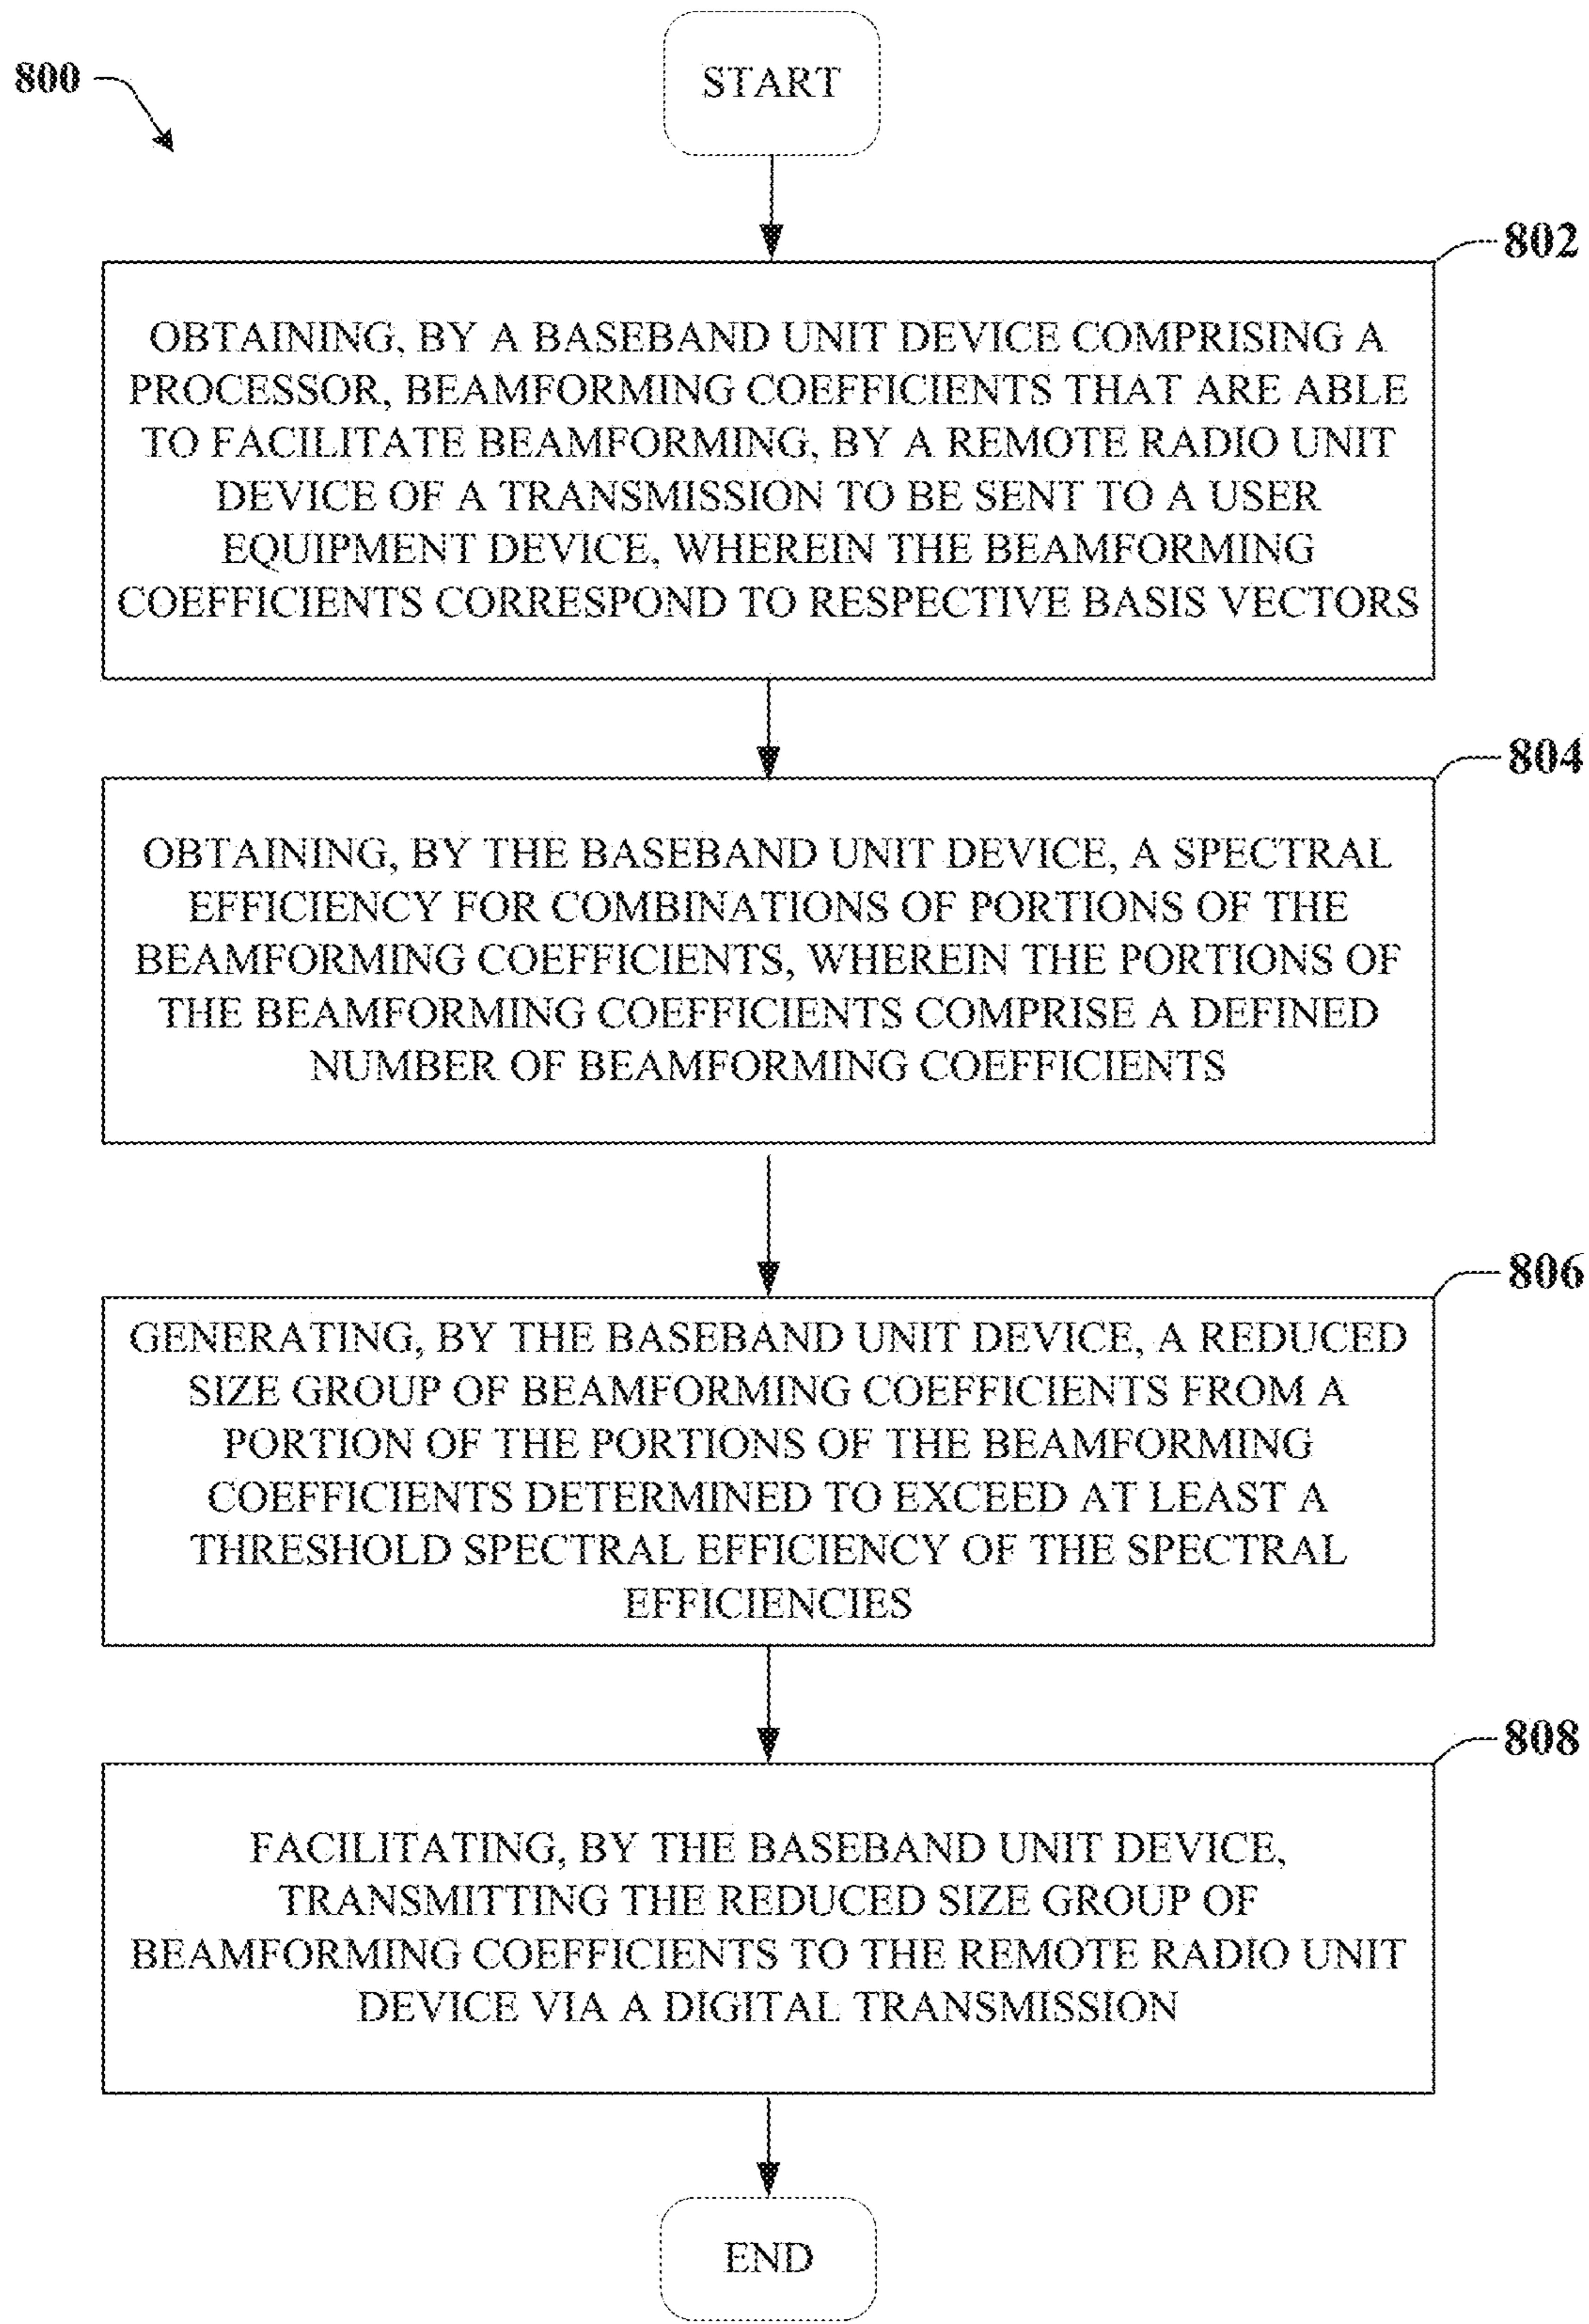 800
START
802
OBTAINING, BY A BASEBAND UNIT DEVICE COMPRISING A
PROCESSOR, BEAMFORMING COEFFICIENTS THAT ARE ABLE
TO FACILITATE BEAMFORMING, BY A REMOTE RADIO UNIT
DEVICE OF A TRANSMISSION TO BE SENT TO A USER
EQUIPMENT DEVICE, WHEREIN THE BEAMFORMING
COEFFICIENTS CORRESPOND TO RESPECTIVE BASIS VECTORS
804
OBTAINING, BY THE BASEBAND UNIT DEVICE, A SPECTRAL
EFFICIENCY FOR COMBINATIONS OF PORTIONS OF THE
BEAMFORMING COEFFICIENTS, WHEREIN THE PORTIONS OF
THE BEAMFORMING COEFFICIENTS COMPRISE A DEFINED
NUMBER OF BEAMFORMING COEFFICIENTS
806
GENERATING, BY THE BASEBAND UNIT DEVICE, A REDUCED
SIZE GROUP OF BEAMFORMING COEFFICIENTS FROM A
PORTION OF THE PORTIONS OF THE BEAMFORMING
COEFFICIENTS DETERMINED TO EXCEED AT LEAST A
THRESHOLD SPECTRAL EFFICIENCY OF THE SPECTRAL
EFFICIENCIES
808
FACILITATING, BY THE BASEBAND UNIT DEVICE,
TRANSMITTING THE REDUCED SIZE GROUP OF
BEAMFORMING COEFFICIENTS TO THE REMOTE RADIO UNIT
DEVICE VIA A DIGITAL TRANSMISSION
END